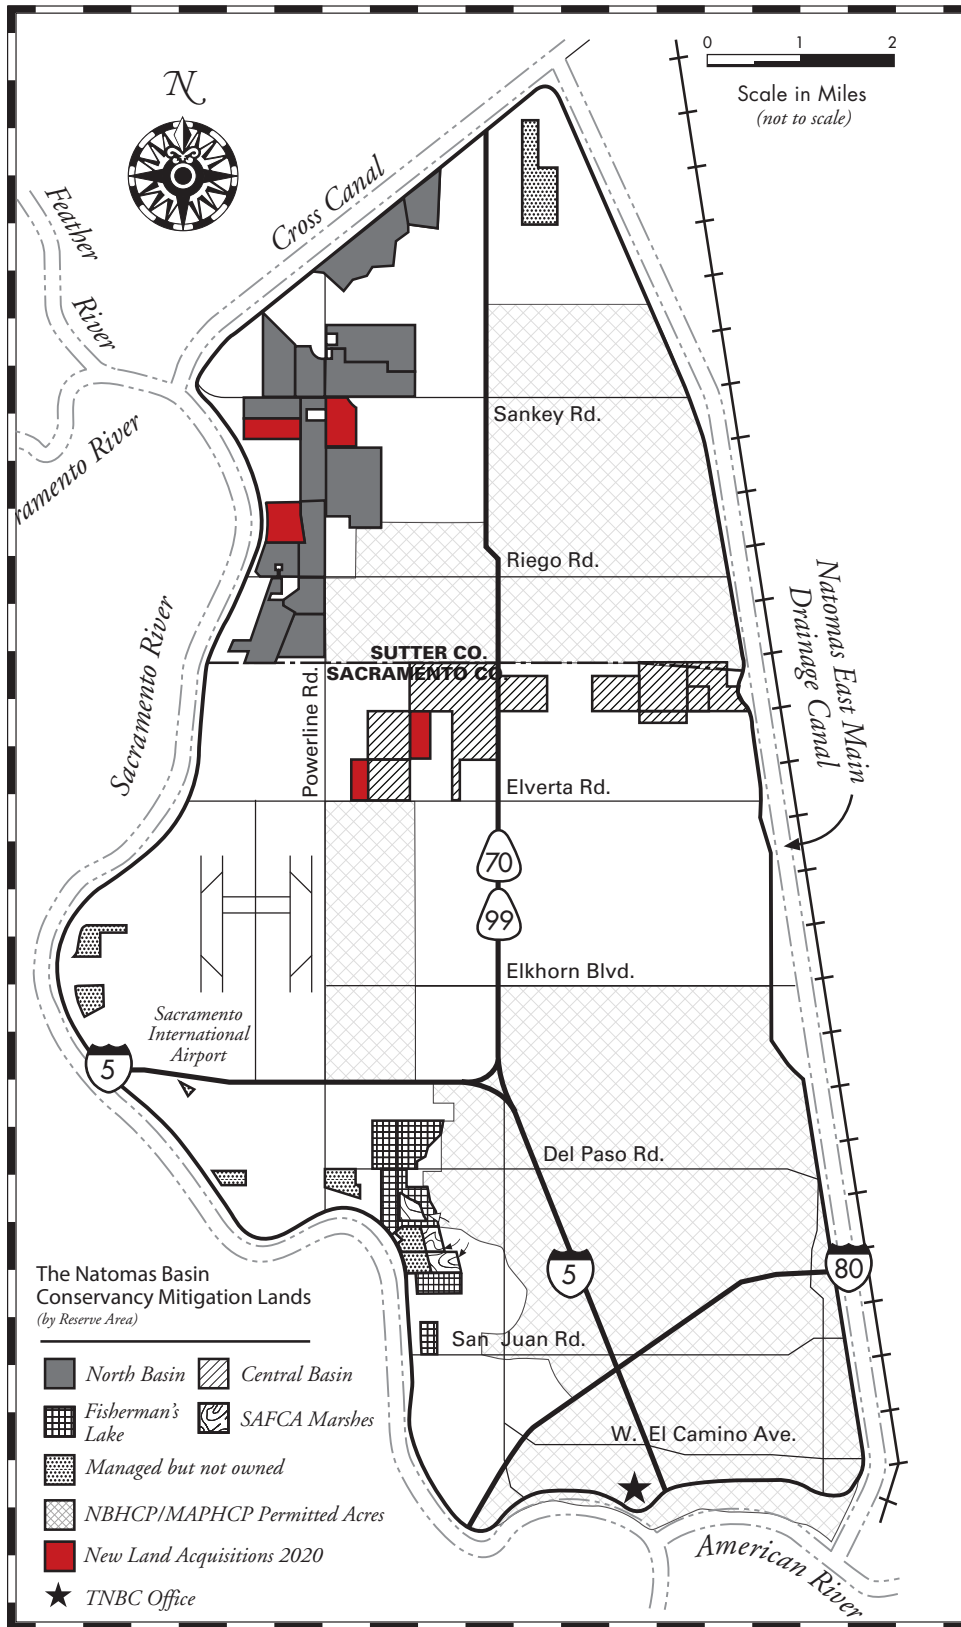 0 1 2
Scale in Miles
(not to scale)
N
Cross Canal
Feather
River
Sankey Rd.
ramento River
Riego Rd.
Natomas East Main
Drainage Canal
Sacramento River
SUTTER CO.
SACRAMENTO CO.
Powerline Rd.
Elverta Rd.
70
99
Elkhorn Blvd.
Sacramento
International
Airport
5
Del Paso Rd.
5
80
The Natomas Basin
Conservancy Mitigation Lands
(by Reserve Area)
San Juan Rd.
North Basin
Central Basin
Fisherman's
Lake
SAFCA Marshes
W. El Camino Ave.
Managed but not owned
NBHCP/MAPHCP Permitted Acres
New Land Acquisitions 2020
American River
TNBC Office